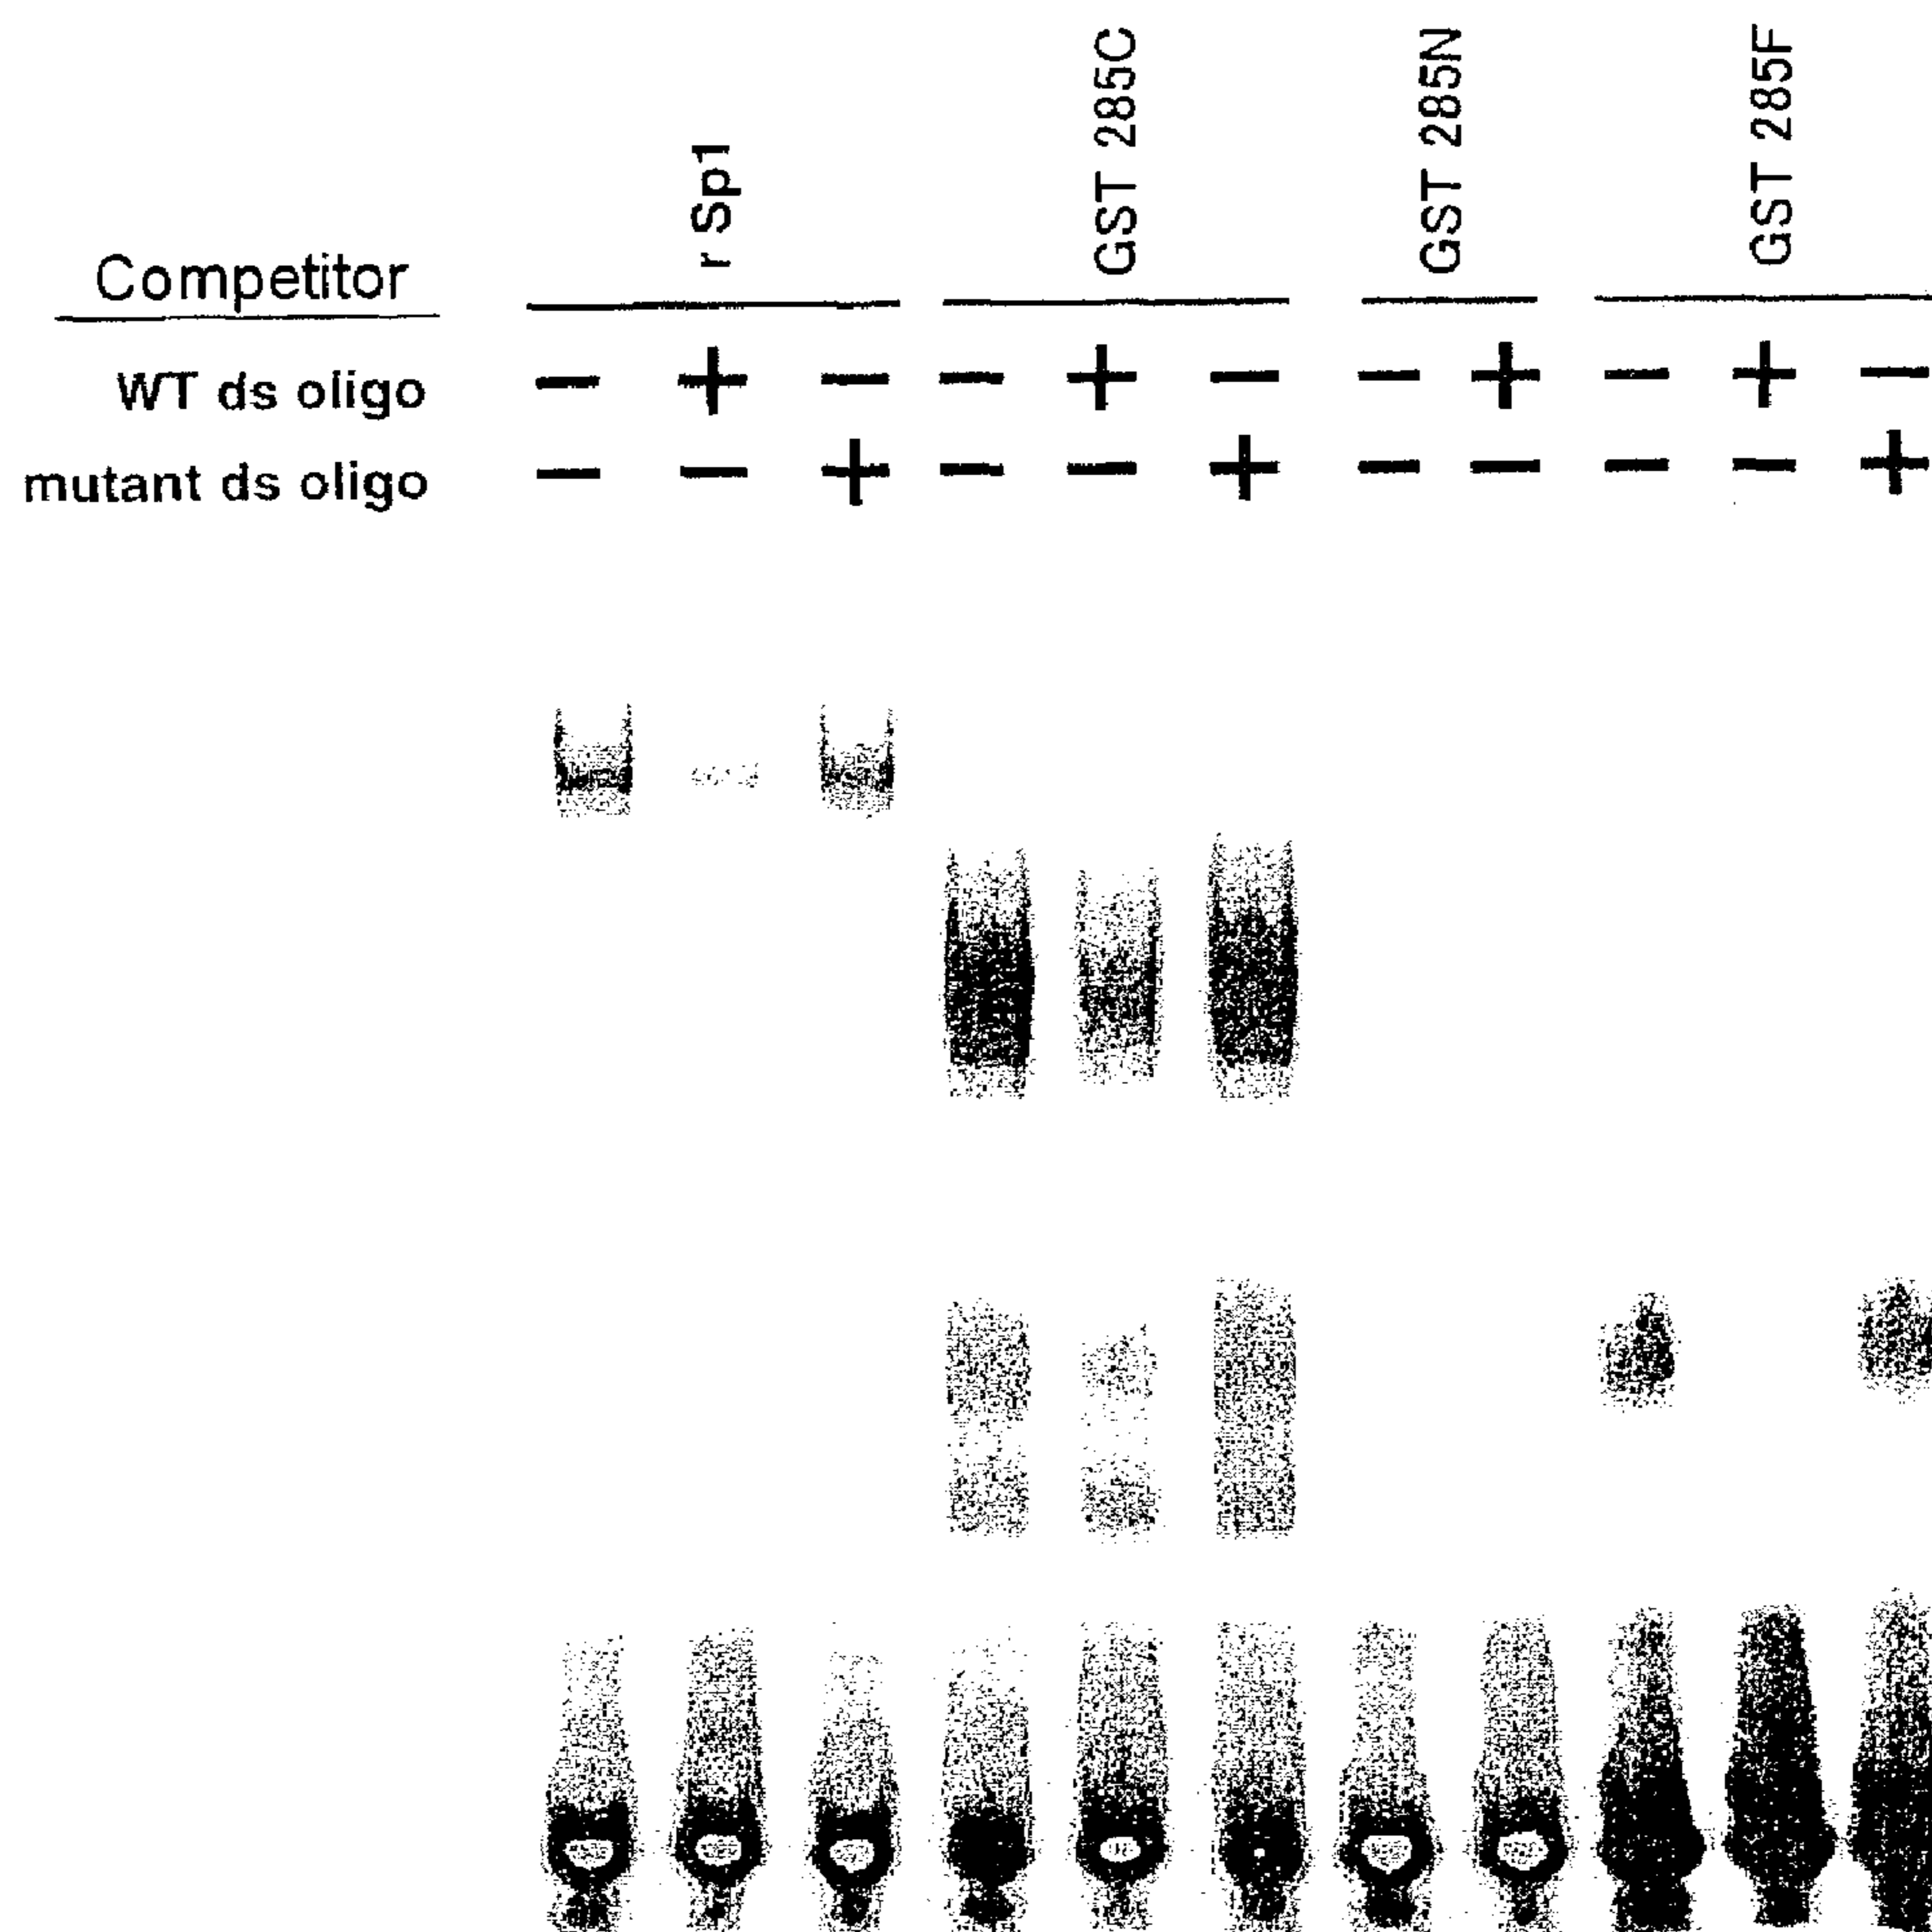 r Sp1
GST 285C
GST 285N
GST 285F
Competitor
WT ds oligo − + − − + − − + − + −
mutant ds oligo − − + − − + − − − − +